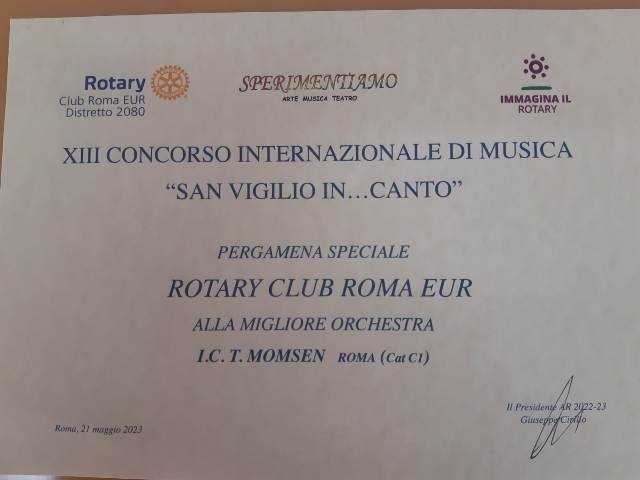 Rotary
Club Roma EUR
Distretto 2080
SPERIMENTIAMO
ARTE MUSICA TEATRO
IMMAGINA IL
ROTARY
XIII CONCORSO INTERNAZIONALE DI MUSICA
“SAN VIGILIO IN…CANTO”
PERGAMENA SPECIALE
ROTARY CLUB ROMA EUR
ALLA MIGLIORE ORCHESTRA
I.C. T. MOMSEN ROMA (Cat C1)
Il Presidente AR 2022-23
Giuseppe Cirillo
Roma, 21 maggio 2023